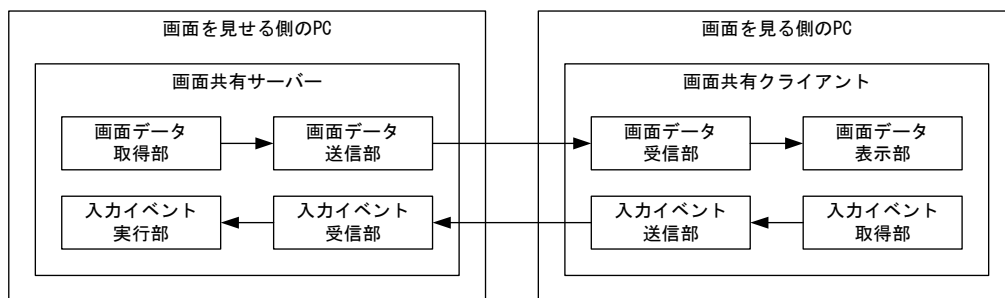 画面を見せる側のPC
画面共有サーバー
画面データ
取得部
画面データ
送信部
入力イベント
実行部
入力イベント
受信部
画面を見る側のPC
画面共有クライアント
画面データ
受信部
画面データ
表示部
入力イベント
送信部
入力イベント
取得部